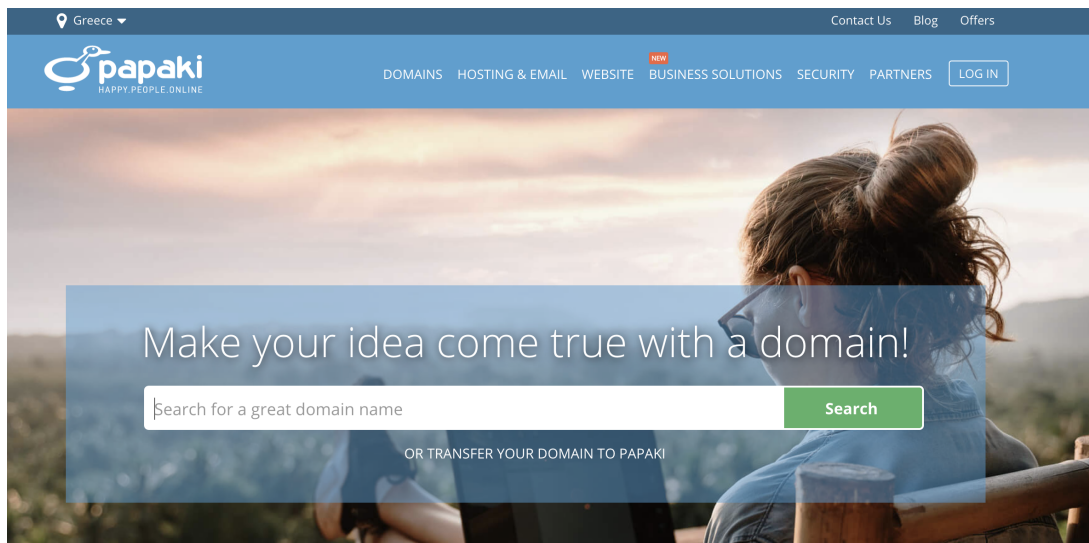 Greece
Contact Us Blog Offers
papaki
HAPPY.PEOPLE.ONLINE
NEW
DOMAINS HOSTING & EMAIL WEBSITE BUSINESS SOLUTIONS SECURITY PARTNERS LOG IN
Make your idea come true with a domain!
Search for a great domain name
Search
OR TRANSFER YOUR DOMAIN TO PAPAKI